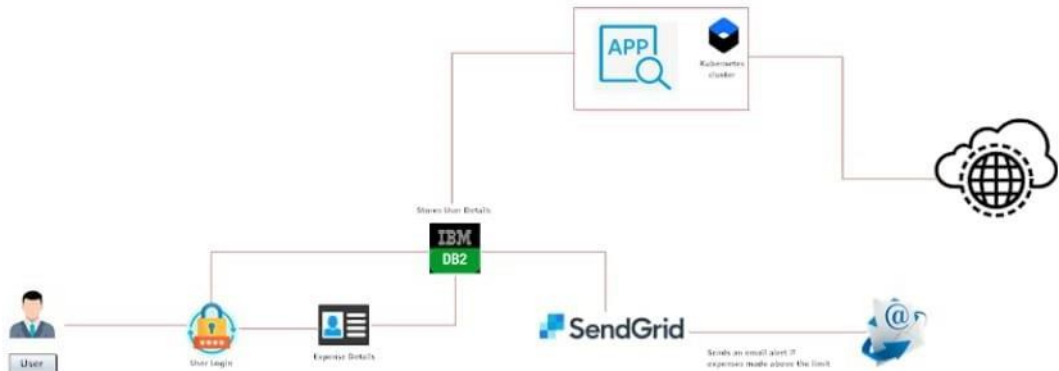 APP
Kubernetes
cluster
Stores User Details
IBM
DB2
@
SendGrid
User
User Login
Expense Details
Sends an email alert if
expenses made above the limit